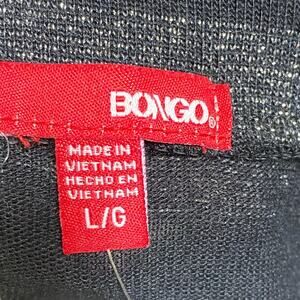 BONGO®
MADE IN
VIETNAM
HECHO EN
VIETNAM
L/G